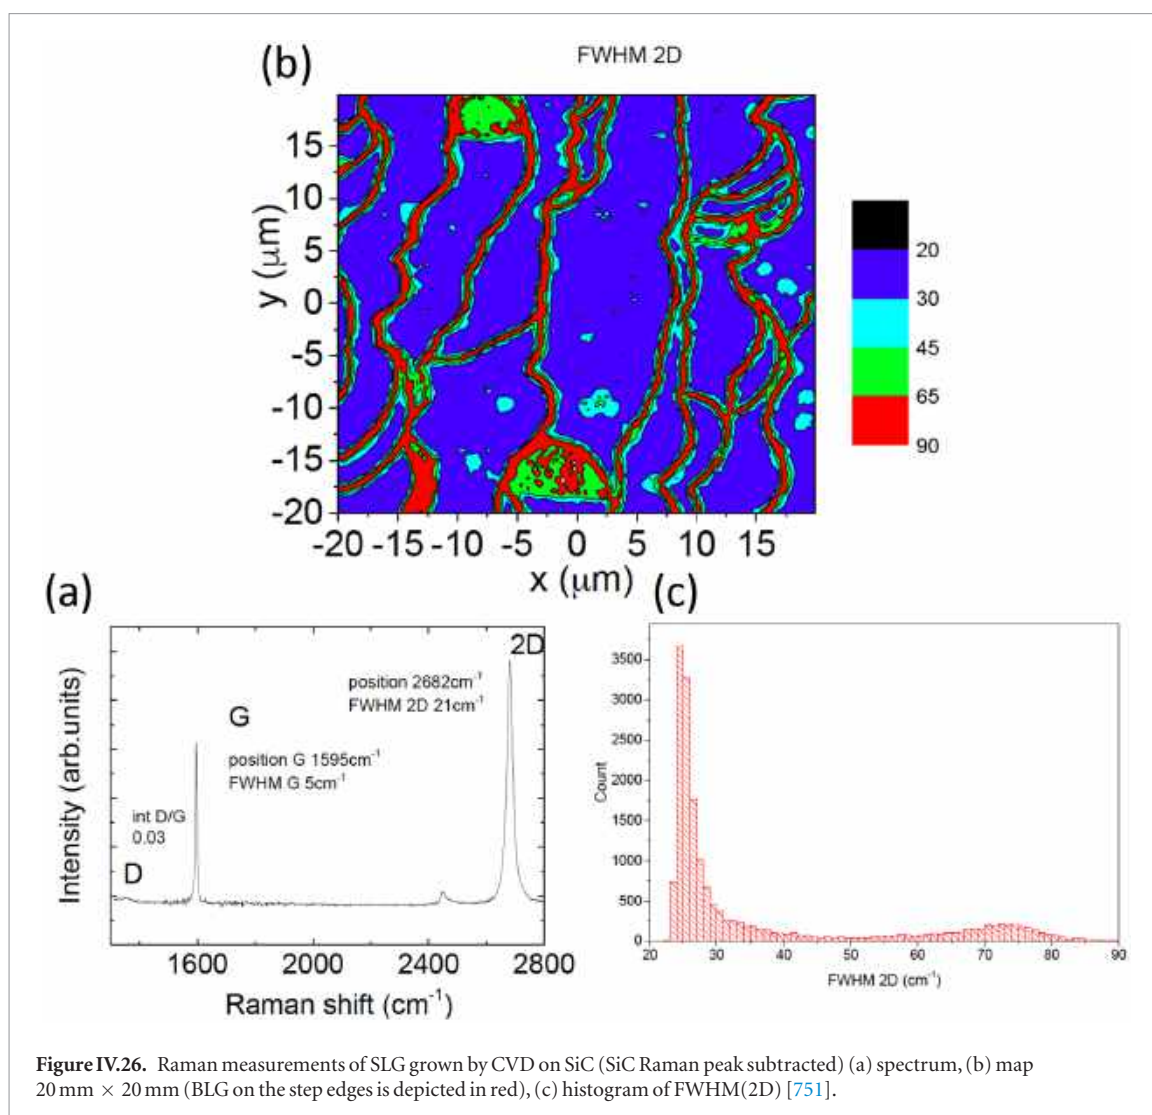 (b)
FWHM 2D
15
10
5
0
-5
-10
-15
-20
y (μm)
-20 -15 -10 -5 0 5 10 15
x (μm)
20
30
45
65
90
(a)
2D
position 2682cm⁻¹
FWHM 2D 21cm⁻¹
G
position G 1595cm⁻¹
FWHM G 5cm⁻¹
int D/G
0.03
D
Intensity (arb.units)
1600 2000 2400 2800
Raman shift (cm⁻¹)
(c)
3500
3000
2500
2000
1500
1000
500
0
Count
20 30 40 50 60 70 80 90
FWHM 2D (cm⁻¹)
Figure IV.26. Raman measurements of SLG grown by CVD on SiC (SiC Raman peak subtracted) (a) spectrum, (b) map
20 mm × 20 mm (BLG on the step edges is depicted in red), (c) histogram of FWHM(2D) [751].